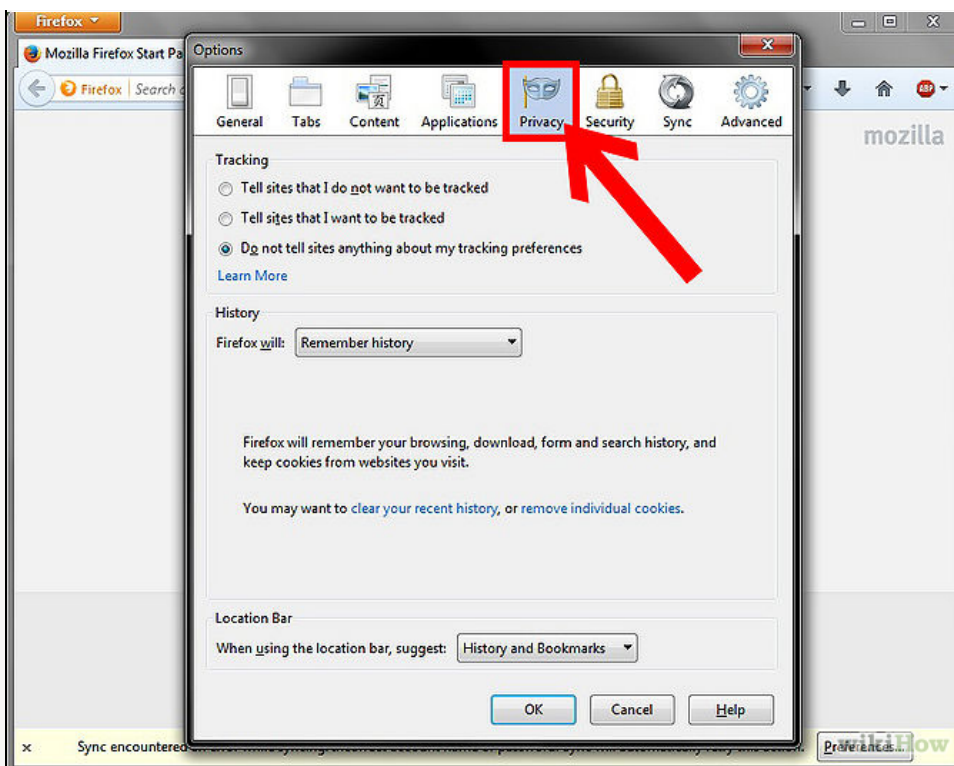 Firefox
Mozilla Firefox Start Pa
Options
Firefox Search
ABP
mozilla
General Tabs Content Applications Privacy Security Sync Advanced
Tracking
Tell sites that I do not want to be tracked
Tell sites that I want to be tracked
Do not tell sites anything about my tracking preferences
Learn More
History
Firefox will: Remember history
Firefox will remember your browsing, download, form and search history, and
keep cookies from websites you visit.
You may want to clear your recent history, or remove individual cookies.
Location Bar
When using the location bar, suggest: History and Bookmarks
OK Cancel Help
x Sync encountered Preferences...
wikiHow